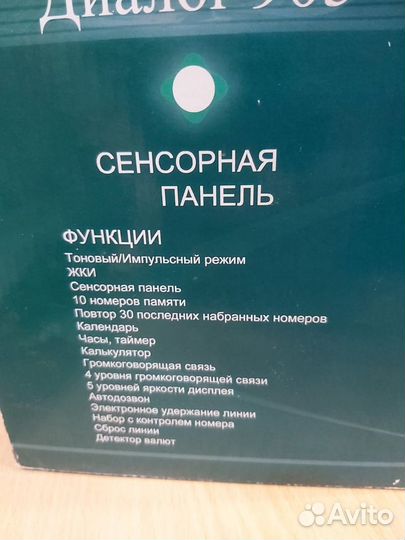 Диалог 905
СЕНСОРНАЯ
ПАНЕЛЬ
ФУНКЦИИ
Тоновый/Импульсный режим
ЖКИ
Сенсорная панель
10 номеров памяти
Повтор 30 последних набранных номеров
Календарь
Часы, таймер
Калькулятор
Громкоговорящая связь
4 уровня громкоговорящей связи
5 уровней яркости дисплея
Автодозвон
Электронное удержание линии
Набор с контролем номера
Сброс линии
Детектор валют
Avito